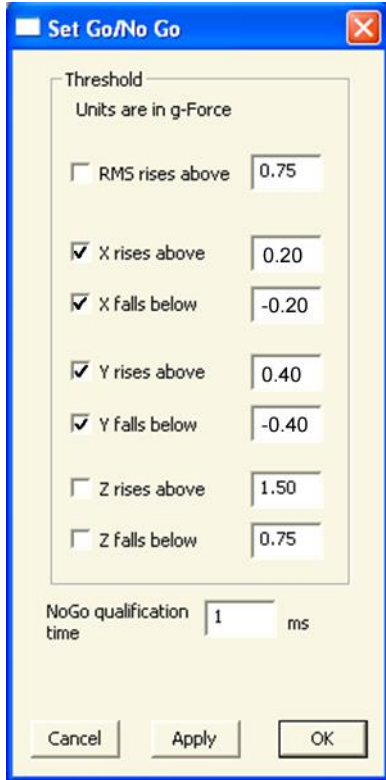 Set Go/No Go
Threshold
Units are in g-Force
RMS rises above 0.75
X rises above 0.20
X falls below -0.20
Y rises above 0.40
Y falls below -0.40
Z rises above 1.50
Z falls below 0.75
NoGo qualification
time 1 ms
Cancel Apply OK